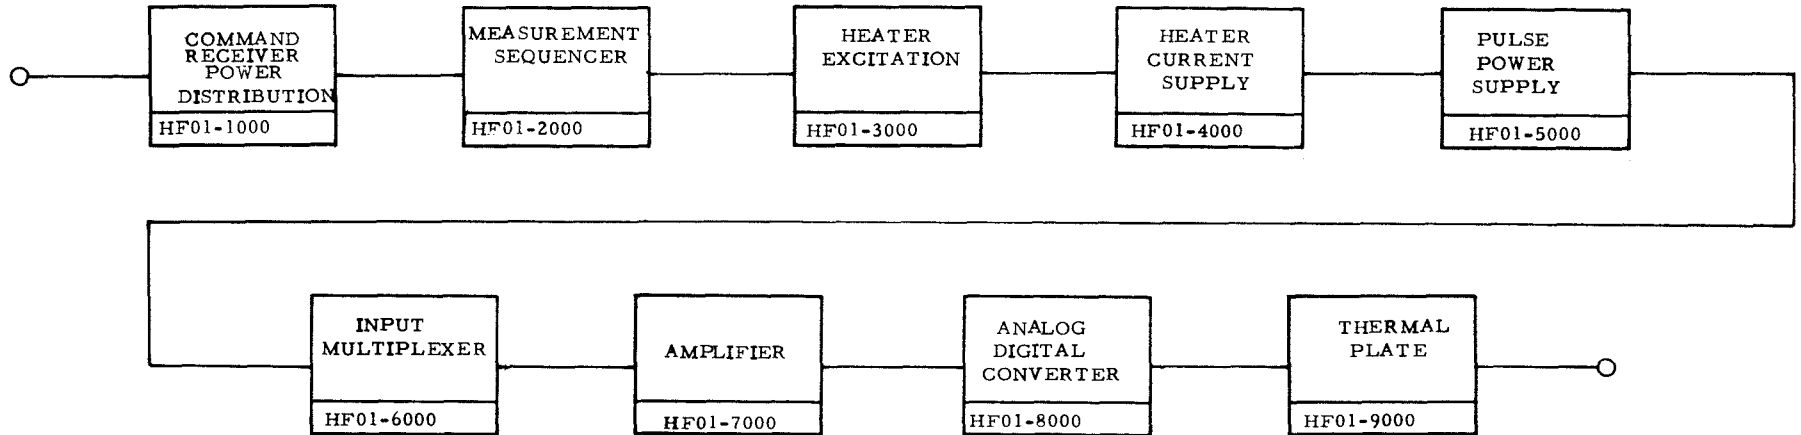 COMMAND
RECEIVER
POWER
DISTRIBUTION
HF01-1000
MEASUREMENT
SEQUENCER
HF01-2000
HEATER
EXCITATION
HF01-3000
HEATER
CURRENT
SUPPLY
HF01-4000
PULSE
POWER
SUPPLY
HF01-5000
INPUT
MULTIPLEXER
HF01-6000
AMPLIFIER
HF01-7000
ANALOG
DIGITAL
CONVERTER
HF01-8000
THERMAL
PLATE
HF01-9000